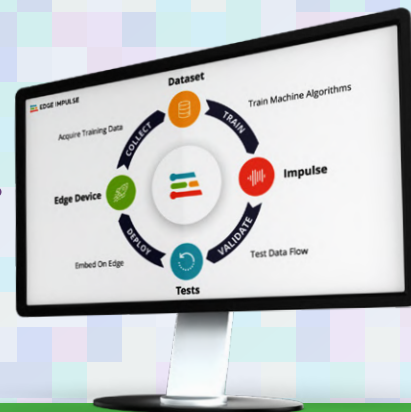 EDGE IMPULSE
Dataset
Acquire Training Data
Train Machine Algorithms
COLLECT
TRAIN
Edge Device
Impulse
DEPLOY
VALIDATE
Embed On Edge
Test Data Flow
Tests